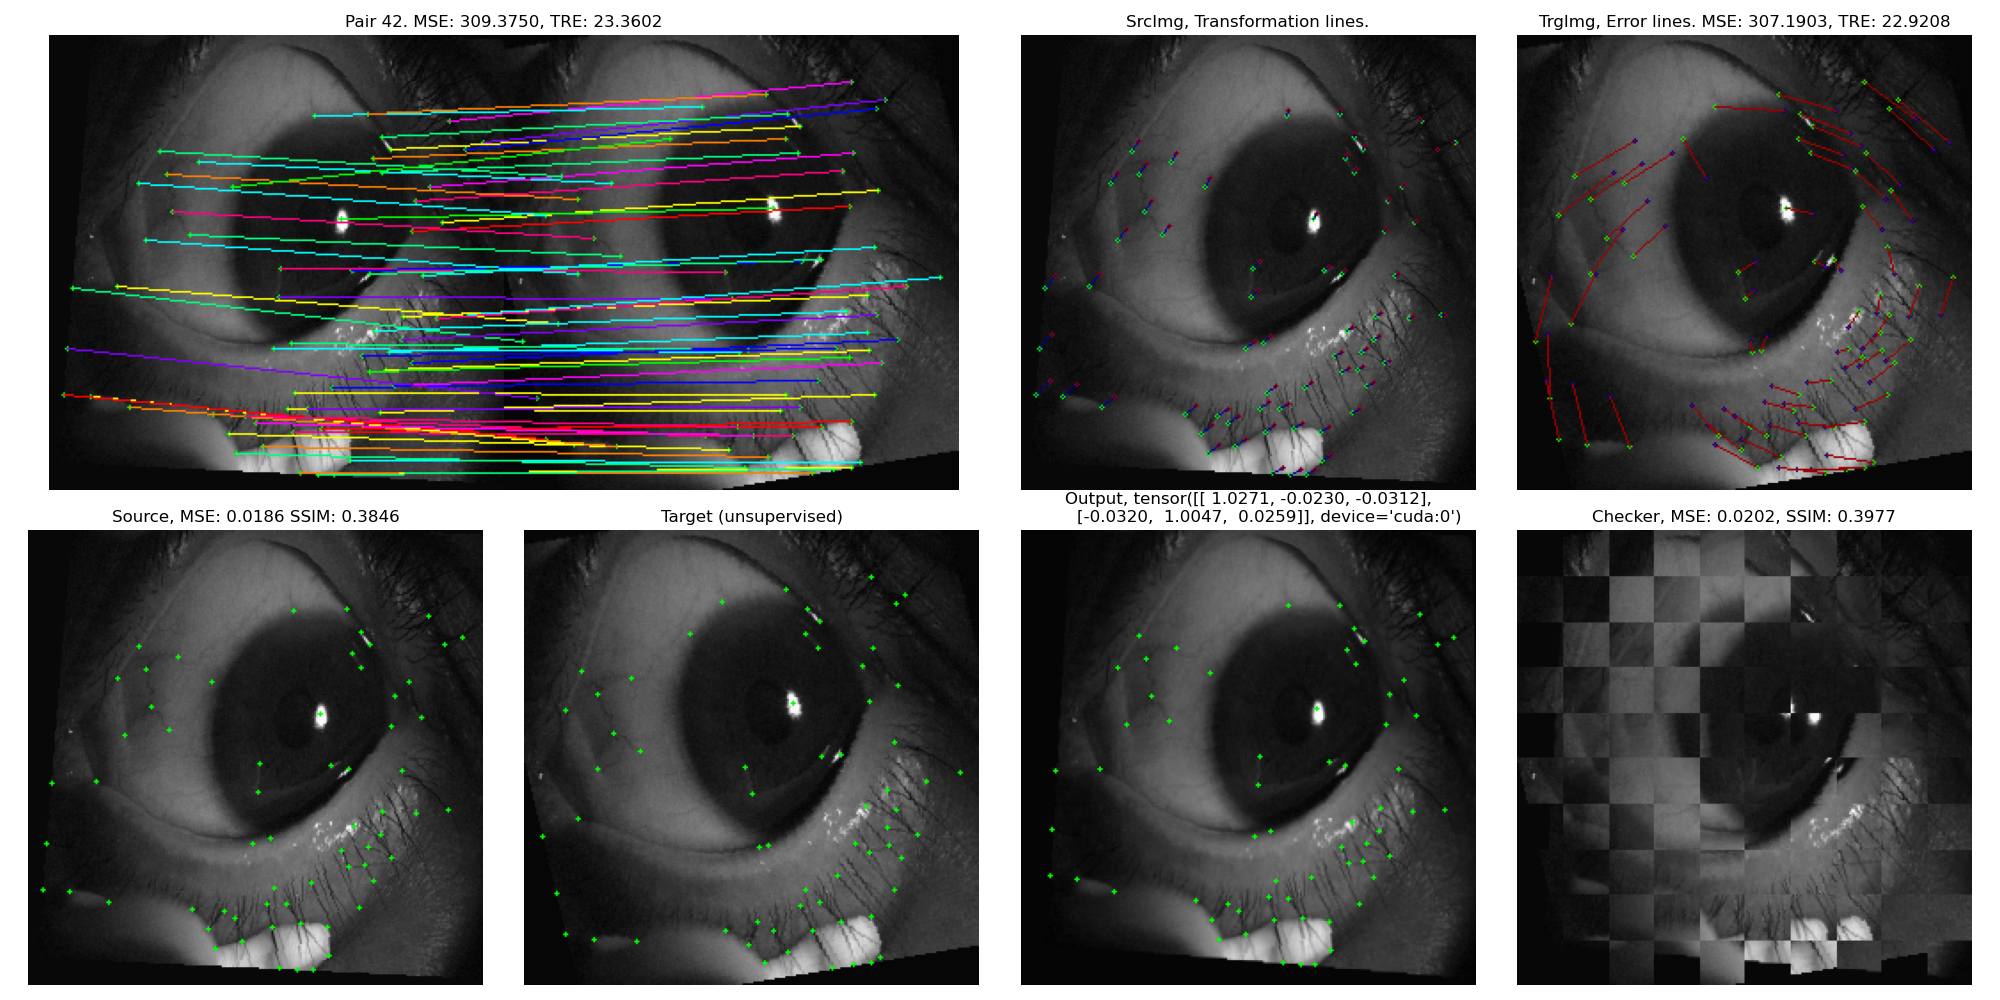 Pair 42. MSE: 309.3750, TRE: 23.3602
SrcImg, Transformation lines.
TrgImg, Error lines. MSE: 307.1903, TRE: 22.9208
Source, MSE: 0.0186 SSIM: 0.3846
Target (unsupervised)
Output, tensor([[ 1.0271, -0.0230, -0.0312],
[-0.0320, 1.0047, 0.0259]], device='cuda:0')
Checker, MSE: 0.0202, SSIM: 0.3977